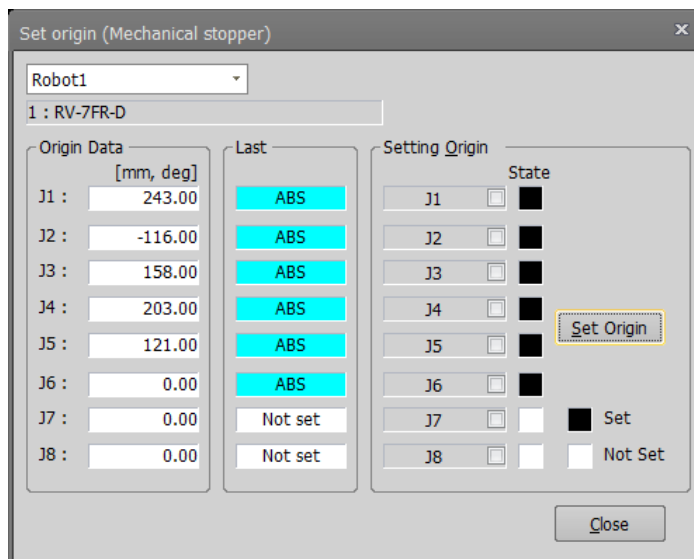 Set origin (Mechanical stopper)
Robot1
1 : RV-7FR-D
Origin Data Last Setting Origin
[mm, deg] State
J1 : 243.00 ABS J1
J2 : -116.00 ABS J2
J3 : 158.00 ABS J3
J4 : 203.00 ABS J4
Set Origin
J5 : 121.00 ABS J5
J6 : 0.00 ABS J6
J7 : 0.00 Not set J7 Set
J8 : 0.00 Not set J8 Not Set
Close